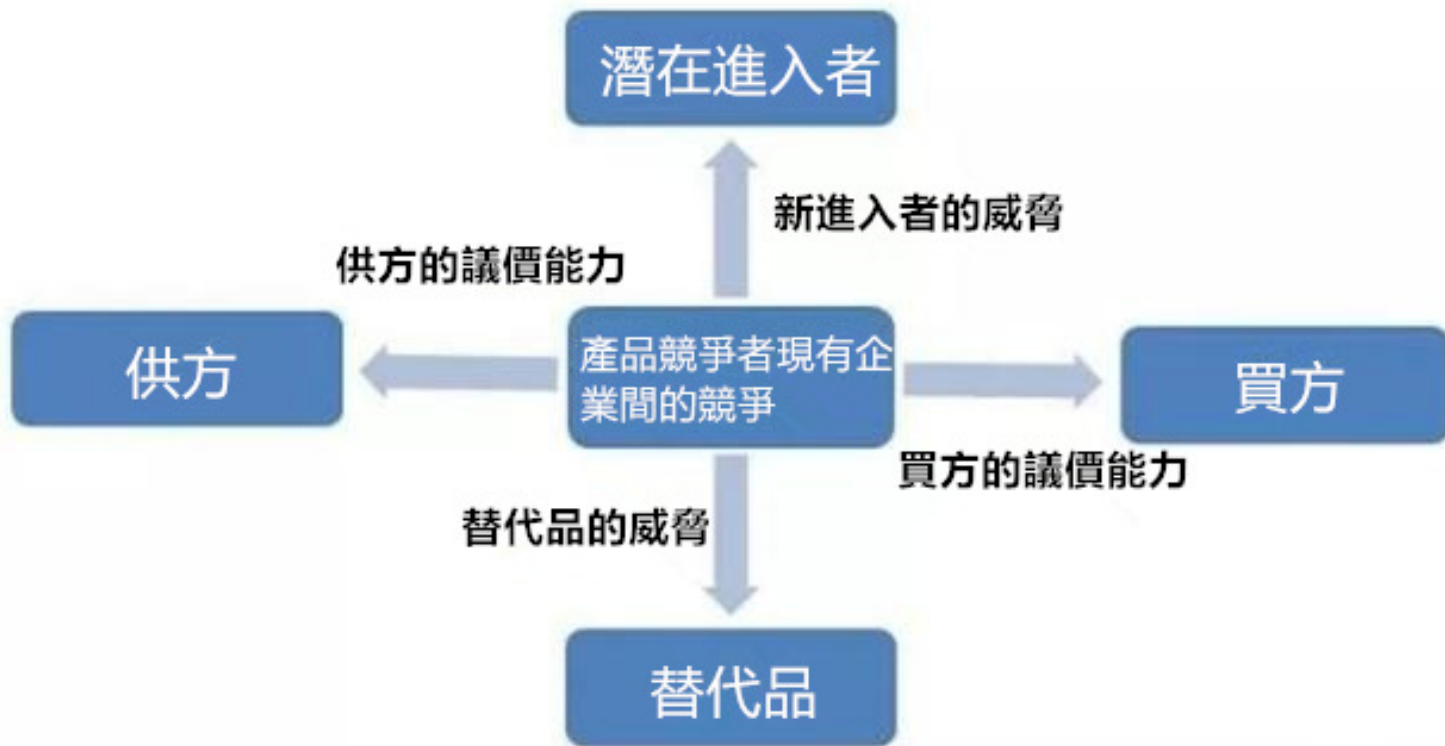 潛在進入者
新進入者的威脅
供方的議價能力
供方
產品競爭者現有企
業間的競爭
買方
買方的議價能力
替代品的威脅
替代品